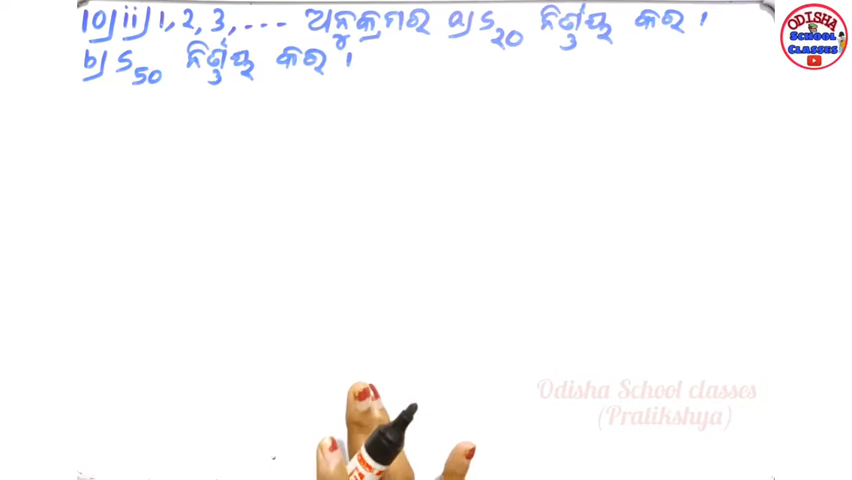 10) ii) 1, 2, 3, --- ଅନୁକ୍ରମର a) S20 ନିର୍ଣ୍ଣୟ କର ।
b) S50 ନିର୍ଣ୍ଣୟ କର ।
ODISHA
SCHOOL
CLASSES
Odisha School classes
(Pratikshya)